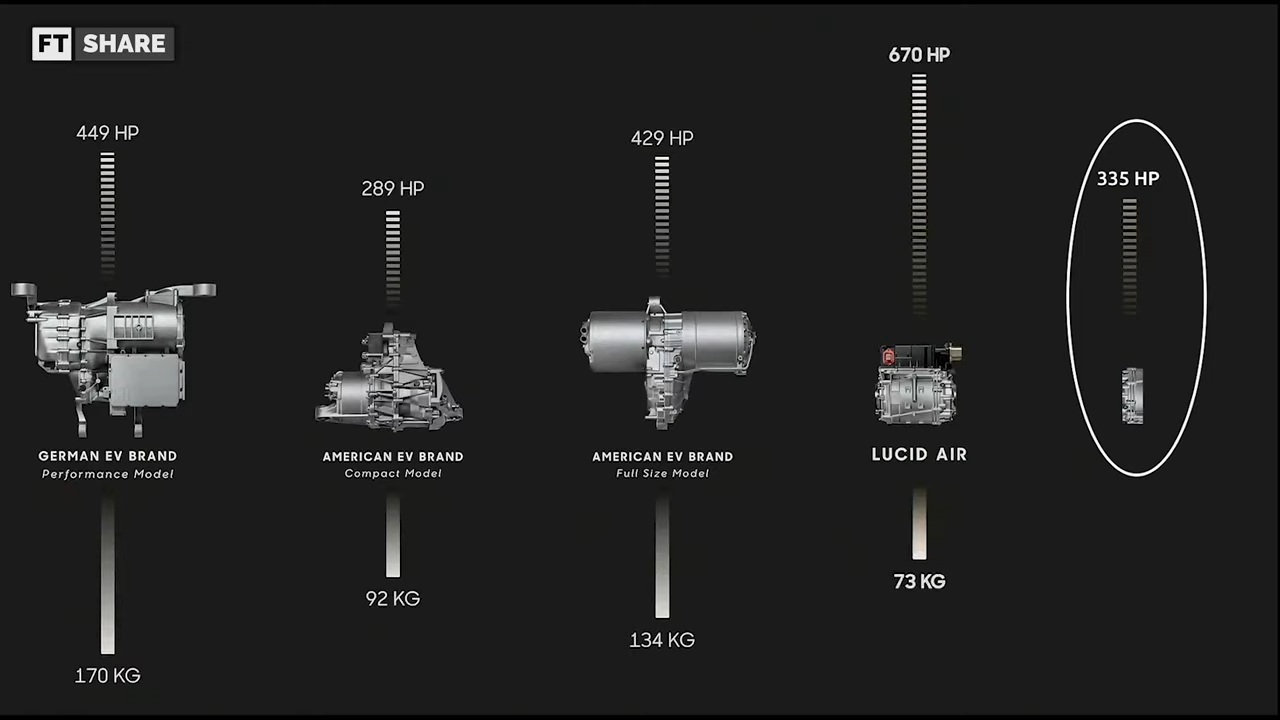 FT SHARE
449 HP
GERMAN EV BRAND
Performance Model
170 KG
289 HP
AMERICAN EV BRAND
Compact Model
92 KG
429 HP
AMERICAN EV BRAND
Full Size Model
134 KG
670 HP
LUCID AIR
73 KG
335 HP